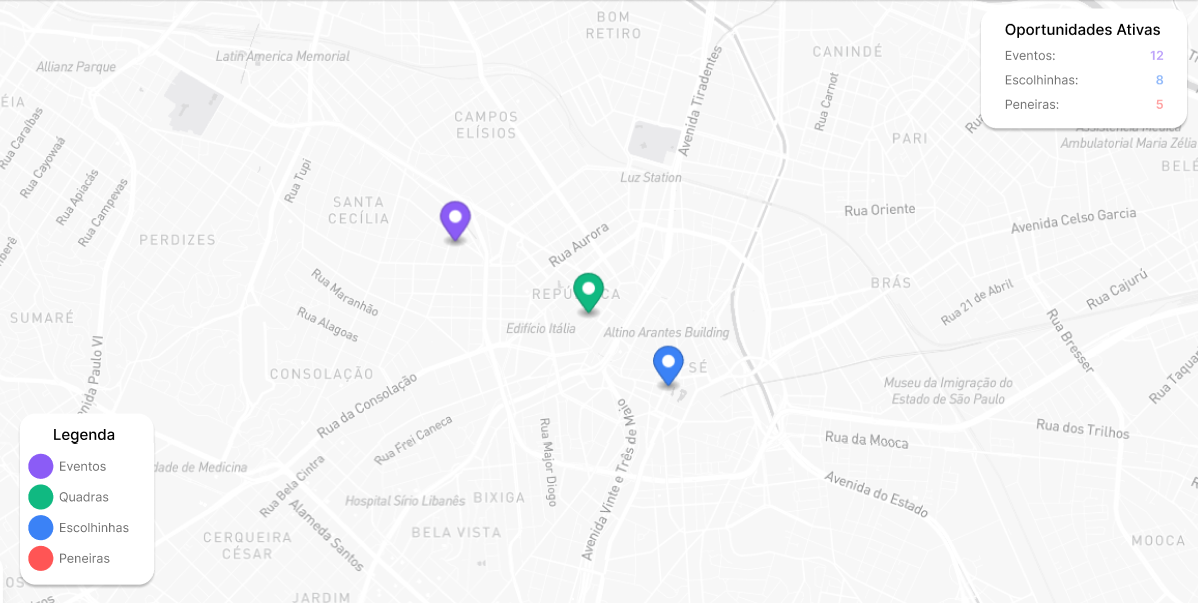 BOM
RETIRO
Oportunidades Ativas
Eventos: 12
Escolhinhas: 8
Peneiras: 5
CANINDÉ
Latin America Memorial
Allianz Parque
Avenida Tiradentes
Rua Carnot
CAMPOS
ELÍSIOS
PARI
Rua
Ambulatorial Maria Zélia
BELÉ
ÉIA
Rua Caraíbas
Rua Cayowaá
Rua Apiacás
Rua Campevas
Rua Tupi
Luz Station
SANTA
CECÍLIA
Rua Oriente
Avenida Celso Garcia
PERDIZES
Rua Aurora
BRÁS
Rua 21 de Abril
Rua Cajurú
Rua Maranhão
REPÚBLICA
SUMARÉ
Rua Alagoas
Edifício Itália
Altino Arantes Building
Rua Bresser
SÉ
CONSOLAÇÃO
Museu da Imigração do
Estado de São Paulo
Rua Taqua
enida Paulo VI
Rua da Consolação
Legenda
Eventos
Quadras
Escolhinhas
Peneiras
Rua Frei Caneca
Rua Major Diogo
Avenida Vinte e Três de Maio
Rua da Mooca
Rua dos Trilhos
dade de Medicina
Rua Bela Cintra
Avenida do Estado
Hospital Sírio Libanês
BIXIGA
Alameda Santos
BELA VISTA
CERQUEIRA
CÉSAR
MOOCA
JARDIM